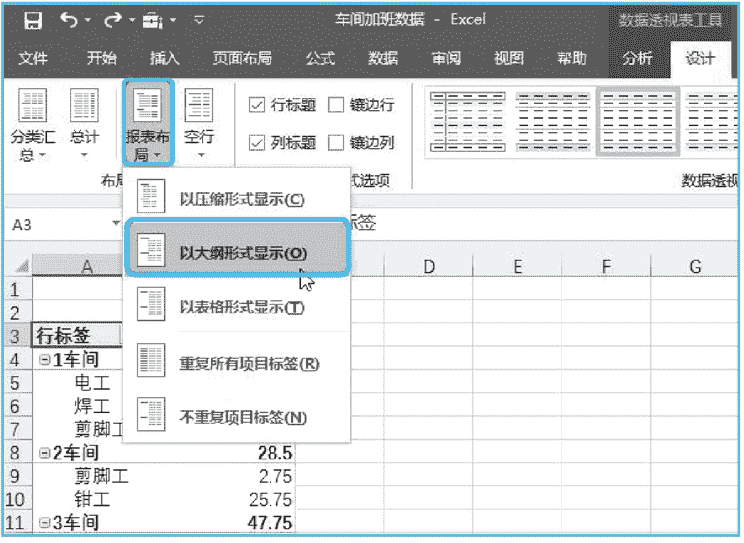 车间加班数据 - Excel
数据透视表工具
文件 开始 插入 页面布局 公式 数据 审阅 视图 帮助 分析 设计
分类汇总
总计
报表布局
空行
行标题 镶边行
列标题 镶边列
布局
式选项
数据透视
以压缩形式显示(C)
以大纲形式显示(O)
以表格形式显示(T)
重复所有项目标签(R)
不重复项目标签(N)
A3 标签
A D E F G
1
2
3 行标签
4 1车间
5 电工
6 焊工
7 剪脚工
8 2车间 28.5
9 剪脚工 2.75
10 钳工 25.75
11 3车间 47.75